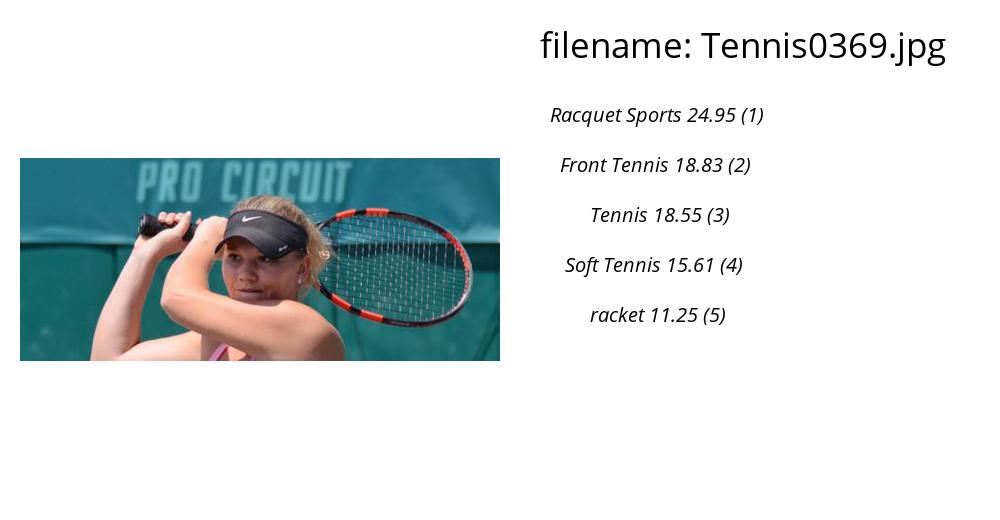 filename: Tennis0369.jpg
Racquet Sports 24.95 (1)
Front Tennis 18.83 (2)
Tennis 18.55 (3)
Soft Tennis 15.61 (4)
racket 11.25 (5)
PRO CIRCUIT